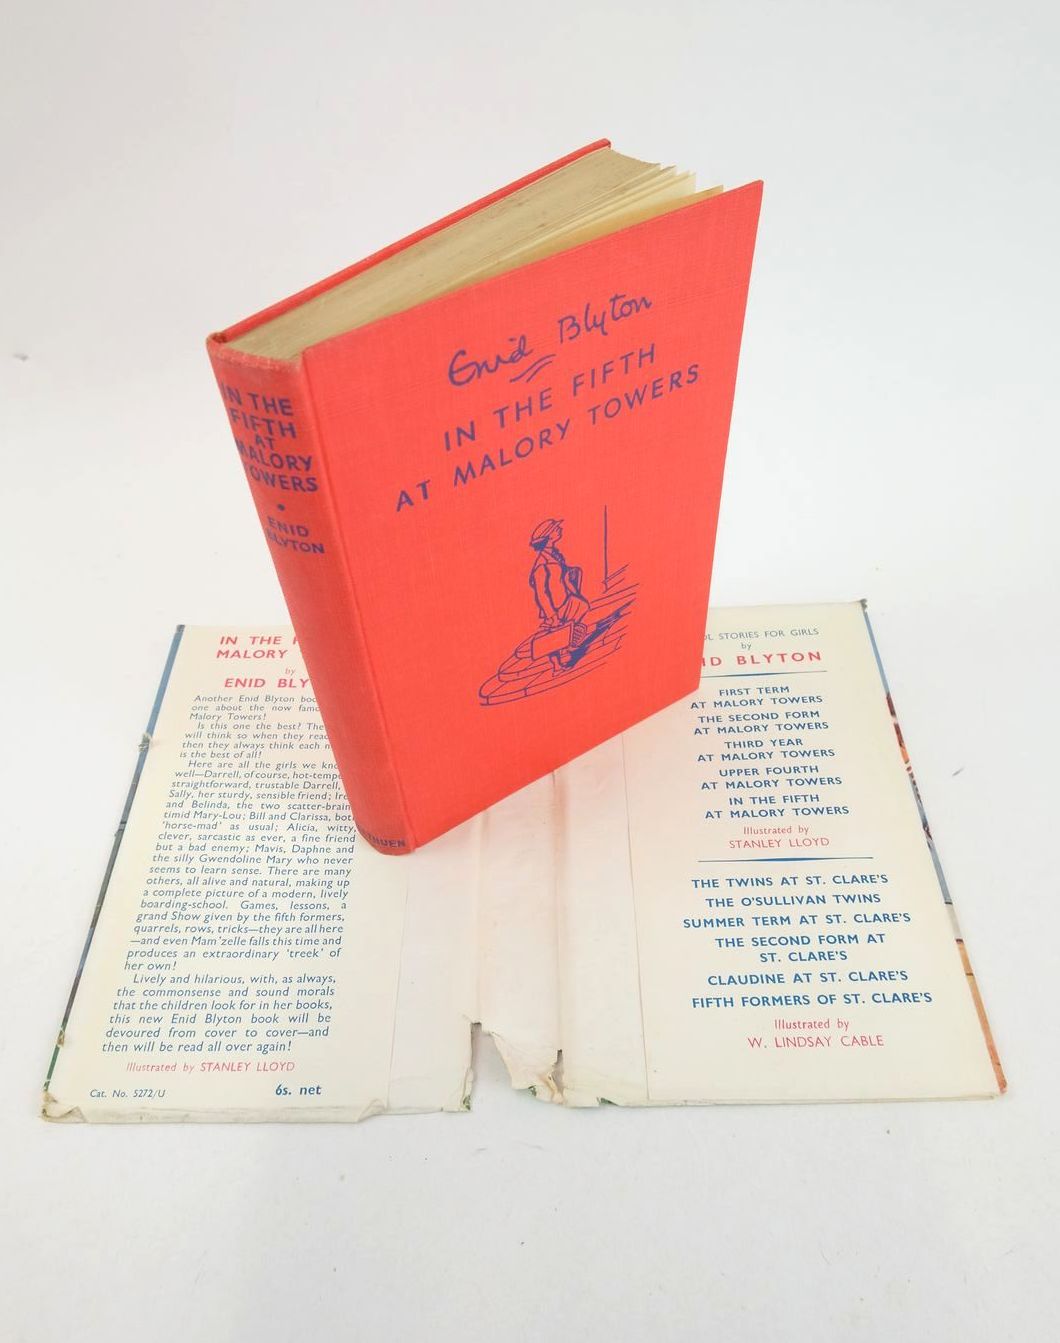 Enid Blyton
IN THE FIFTH
AT MALORY TOWERS
IN THE
FIFTH
AT
MALORY
TOWERS
ENID
BLYTON
IN THE
MALORY
by
ENID
Another Enid Blyton
one about the now
Malory Towers!
Is this one the best?
will think so when they
then they always think each
is the best of all!
Here are all the girls we
well—Darrell, of course,
straightforward, trustable Darrell,
Sally, her sturdy, sensible friend;
and Belinda, the two
timid Mary-Lou; Bill and Clarissa,
'horse-mad' as usual; Alicia, witty,
clever, sarcastic as ever, a fine friend
but a bad enemy; Mavis, Daphne and
the silly Gwendoline Mary who never
seems to learn sense. There are many
others, all alive and natural, making up
a complete picture of a modern, lively
boarding-school. Games, lessons, a
grand Show given by the fifth formers,
quarrels, rows, tricks—they are all here
—and even Mam'zelle falls this time and
produces an extraordinary 'treek' of
her own!
Lively and hilarious, with, as always,
the commonsense and sound morals
that the children look for in her books,
this new Enid Blyton book will be
devoured from cover to cover—and
then will be read all over again!
Illustrated by STANLEY LLOYD
Cat. No. 5272/U 6s. net
STORIES FOR GIRLS
by
BLYTON
FIRST TERM
AT MALORY TOWERS
THE SECOND FORM
AT MALORY TOWERS
THIRD YEAR
AT MALORY TOWERS
UPPER FOURTH
AT MALORY TOWERS
IN THE FIFTH
AT MALORY TOWERS
Illustrated by
STANLEY LLOYD
THE TWINS AT ST. CLARE'S
THE O'SULLIVAN TWINS
SUMMER TERM AT ST. CLARE'S
THE SECOND FORM AT
ST. CLARE'S
CLAUDINE AT ST. CLARE'S
FIFTH FORMERS OF ST. CLARE'S
Illustrated by
W. LINDSAY CABLE